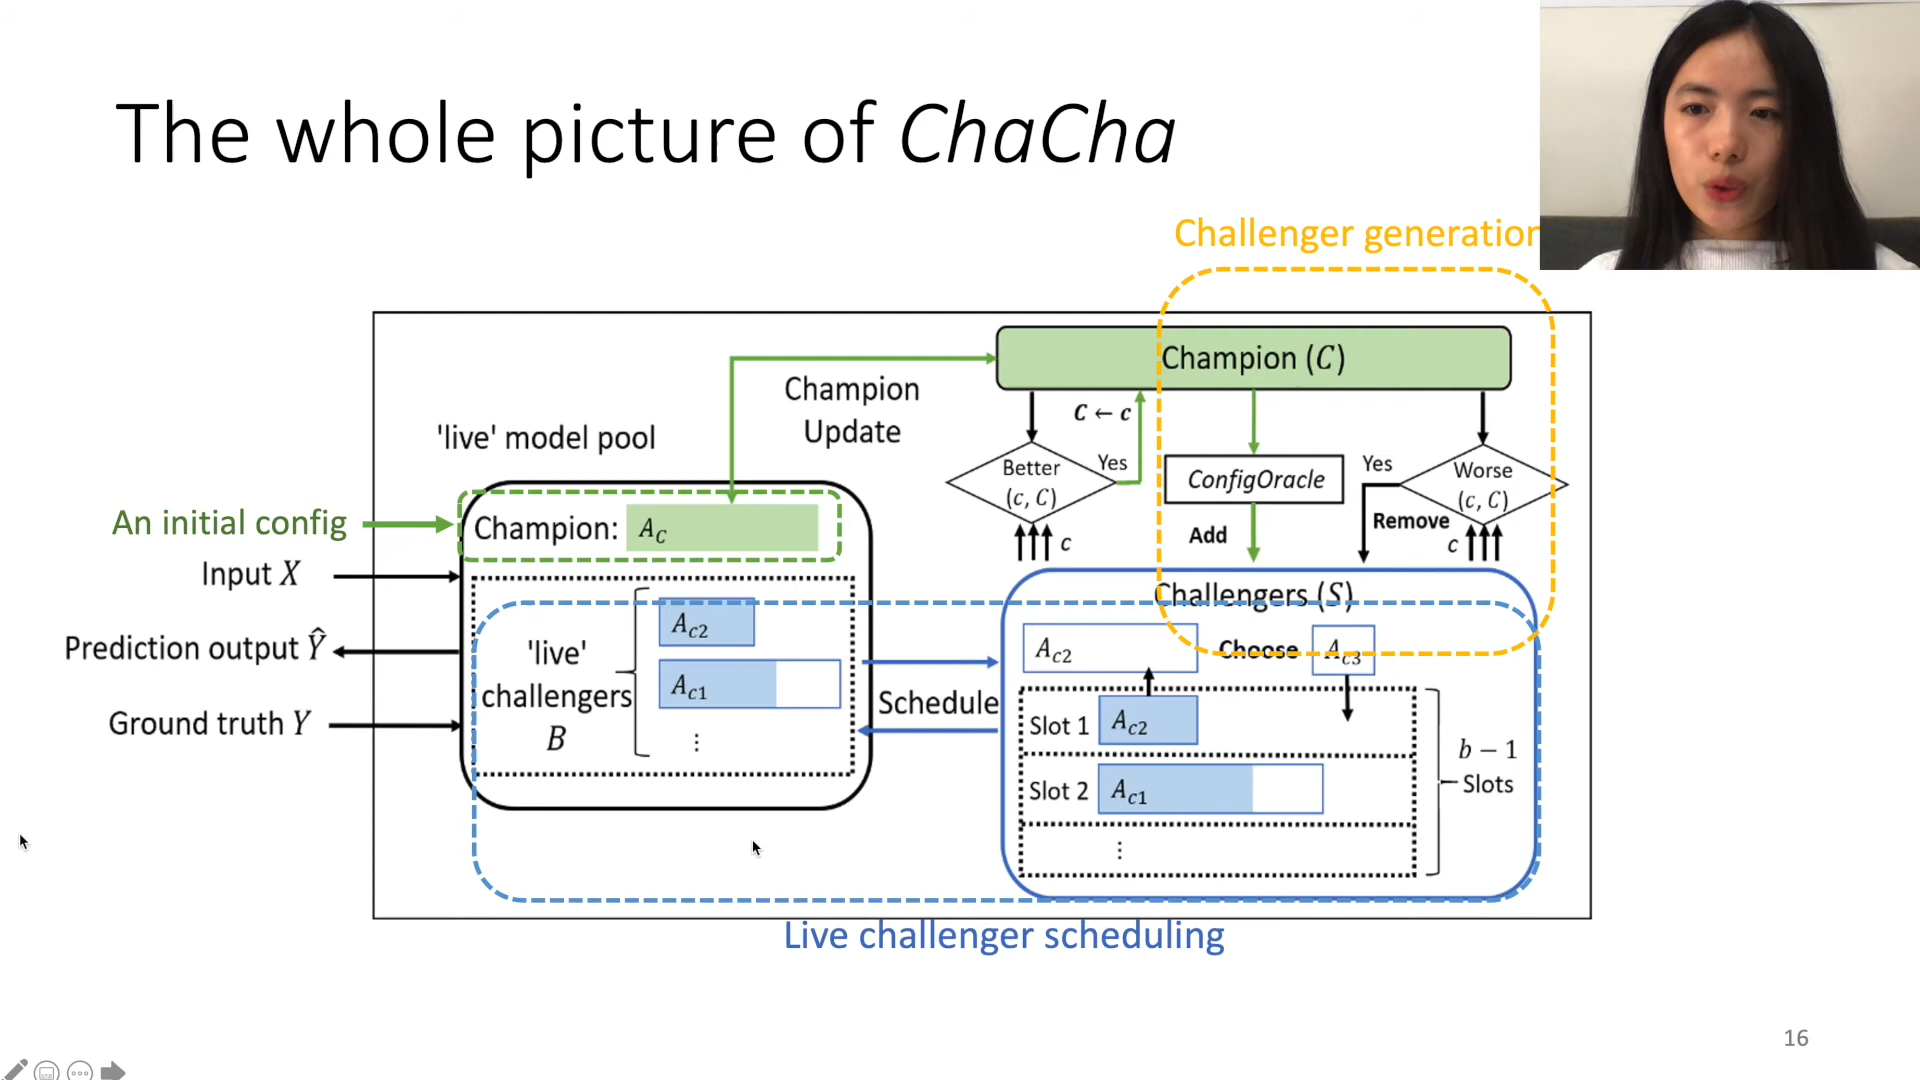 The whole picture of ChaCha
Challenger generation
Champion (C)
Champion
Update
C ← c
'live' model pool
Better
(c, C)
Yes
ConfigOracle
Yes
Worse
(c, C)
An initial config
Champion: A_C
Add
Remove
c
c
Input X
Challengers (S)
'live'
challengers
B
A_c2
A_c1
⋮
Prediction output Ŷ
Ground truth Y
Schedule
A_c2
Choose
A_c3
Slot 1 A_c2
Slot 2 A_c1
⋮
b − 1
Slots
Live challenger scheduling
16